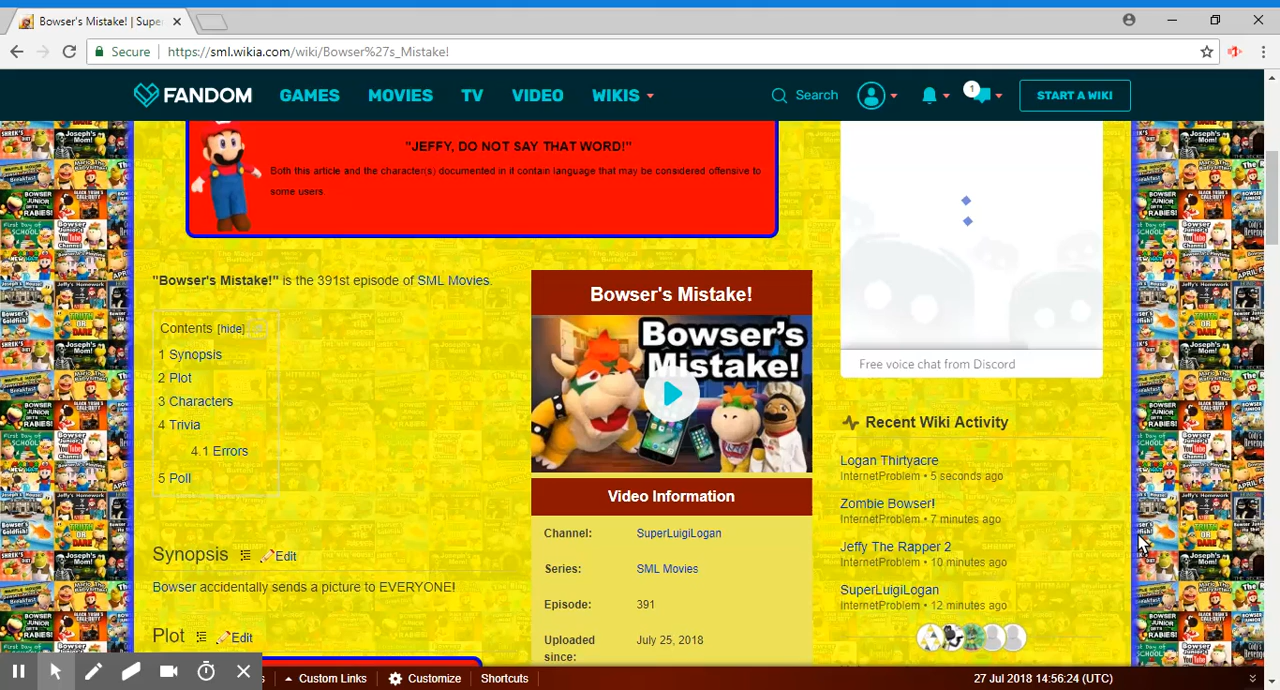 Bowser's Mistake! | Supe
Secure
https://sml.wikia.com/wiki/Bowser%27s_Mistake!
FANDOM
GAMES
MOVIES
TV
VIDEO
WIKIS
Search
1
START A WIKI
"JEFFY, DO NOT SAY THAT WORD!"
Both this article and the character(s) documented in it contain language that may be considered offensive to
some users.
"Bowser's Mistake!" is the 391st episode of SML Movies.
Contents [hide]
1 Synopsis
2 Plot
3 Characters
4 Trivia
4.1 Errors
5 Poll
Synopsis Edit
Bowser accidentally sends a picture to EVERYONE!
Plot Edit
Bowser's Mistake!
Bowser's
Mistake!
Video Information
Channel: SuperLuigiLogan
Series: SML Movies
Episode: 391
Uploaded July 25, 2018
since:
Free voice chat from Discord
Recent Wiki Activity
Logan Thirtyacre
InternetProblem • 5 seconds ago
Zombie Bowser!
InternetProblem • 7 minutes ago
Jeffy The Rapper 2
InternetProblem • 10 minutes ago
SuperLuigiLogan
InternetProblem • 12 minutes ago
Custom Links
Customize
Shortcuts
27 Jul 2018 14:56:24 (UTC)